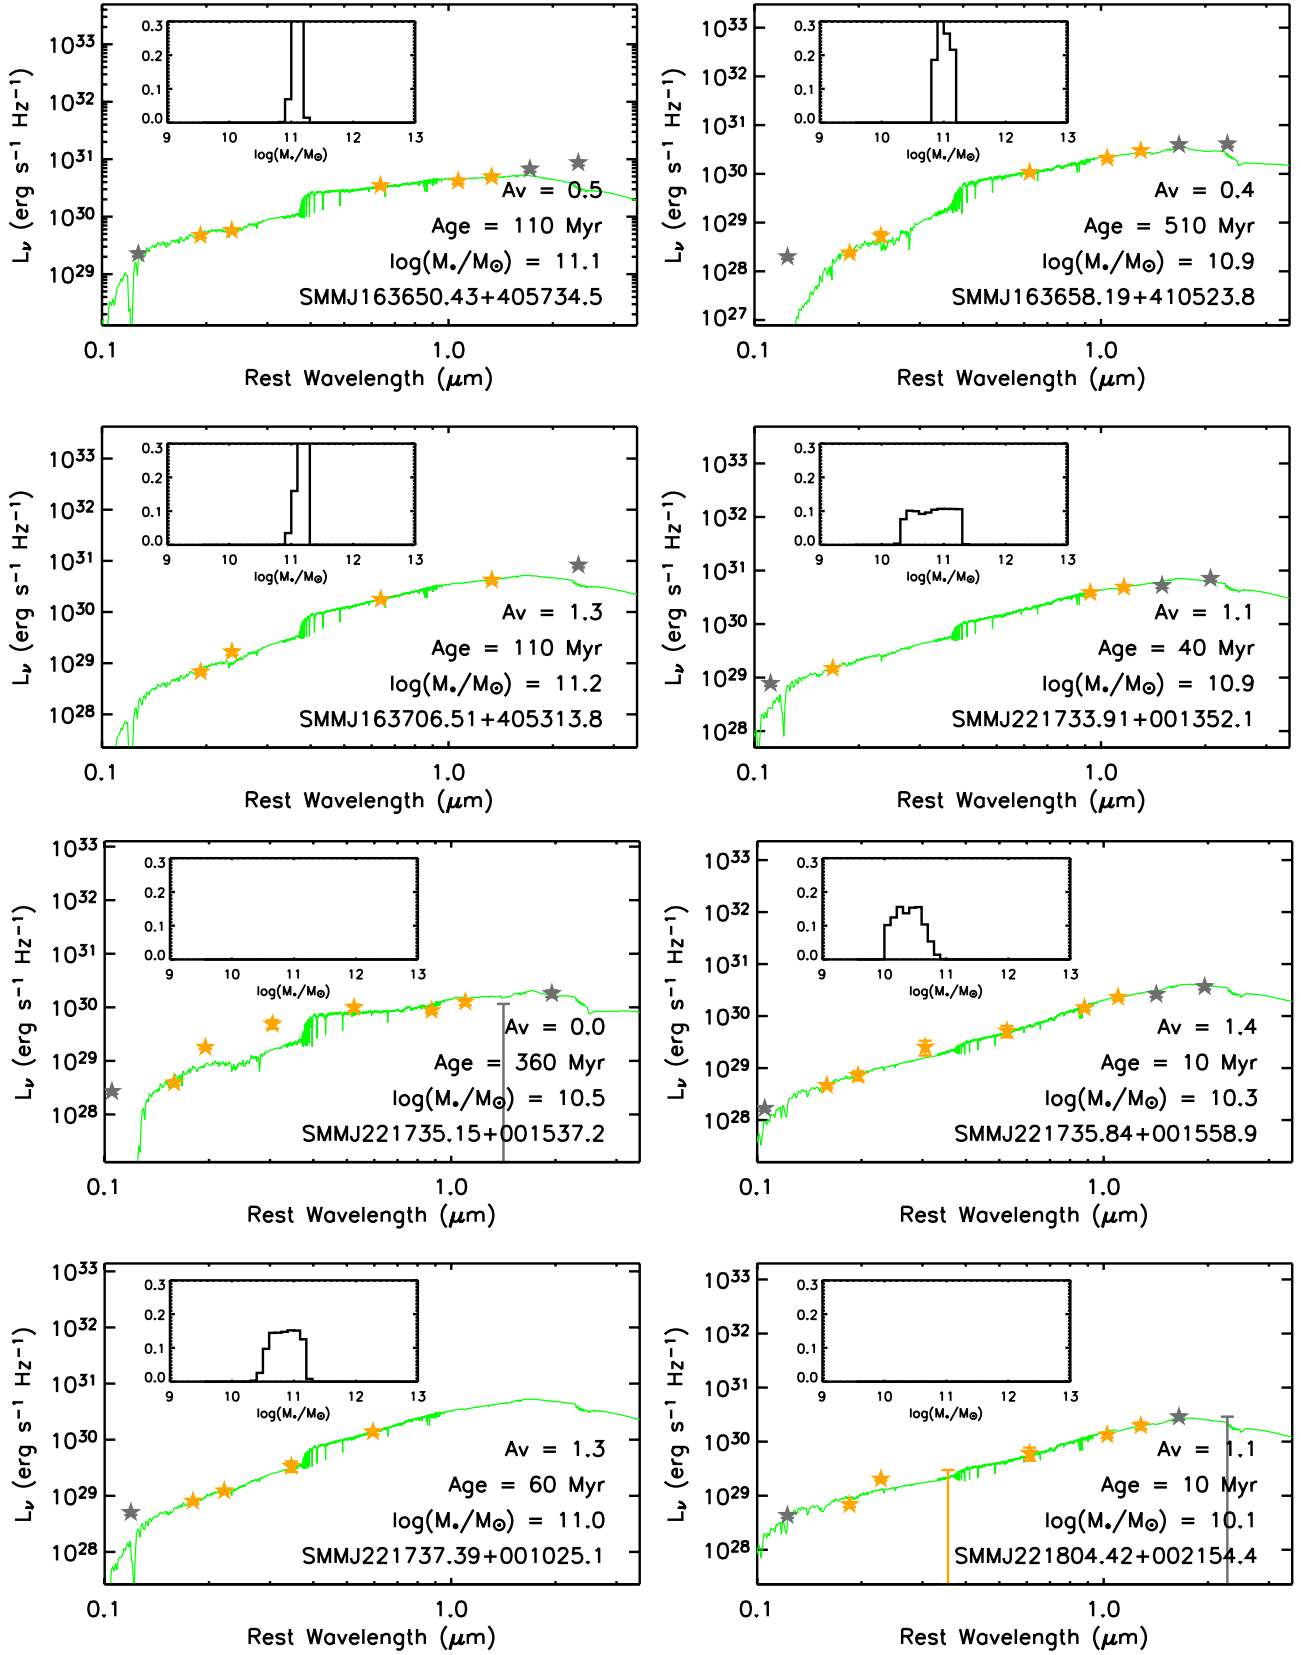 L_ν (erg s⁻¹ Hz⁻¹)
10³³
10³²
10³¹
10³⁰
10²⁹
0.3
0.2
0.1
0.0
9 10 11 12 13
log(M⋆/M⊙)
Av = 0.5
Age = 110 Myr
log(M⋆/M⊙) = 11.1
SMMJ163650.43+405734.5
0.1 1.0
Rest Wavelength (μm)
L_ν (erg s⁻¹ Hz⁻¹)
10³³
10³²
10³¹
10³⁰
10²⁹
10²⁸
10²⁷
0.3
0.2
0.1
0.0
9 10 11 12 13
log(M⋆/M⊙)
Av = 0.4
Age = 510 Myr
log(M⋆/M⊙) = 10.9
SMMJ163658.19+410523.8
0.1 1.0
Rest Wavelength (μm)
L_ν (erg s⁻¹ Hz⁻¹)
10³³
10³²
10³¹
10³⁰
10²⁹
10²⁸
0.3
0.2
0.1
0.0
9 10 11 12 13
log(M⋆/M⊙)
Av = 1.3
Age = 110 Myr
log(M⋆/M⊙) = 11.2
SMMJ163706.51+405313.8
0.1 1.0
Rest Wavelength (μm)
L_ν (erg s⁻¹ Hz⁻¹)
10³³
10³²
10³¹
10³⁰
10²⁹
10²⁸
0.3
0.2
0.1
0.0
9 10 11 12 13
log(M⋆/M⊙)
Av = 1.1
Age = 40 Myr
log(M⋆/M⊙) = 10.9
SMMJ221733.91+001352.1
0.1 1.0
Rest Wavelength (μm)
L_ν (erg s⁻¹ Hz⁻¹)
10³³
10³²
10³¹
10³⁰
10²⁹
10²⁸
0.3
0.2
0.1
0.0
9 10 11 12 13
log(M⋆/M⊙)
Av = 0.0
Age = 360 Myr
log(M⋆/M⊙) = 10.5
SMMJ221735.15+001537.2
0.1 1.0
Rest Wavelength (μm)
L_ν (erg s⁻¹ Hz⁻¹)
10³³
10³²
10³¹
10³⁰
10²⁹
10²⁸
0.3
0.2
0.1
0.0
9 10 11 12 13
log(M⋆/M⊙)
Av = 1.4
Age = 10 Myr
log(M⋆/M⊙) = 10.3
SMMJ221735.84+001558.9
0.1 1.0
Rest Wavelength (μm)
L_ν (erg s⁻¹ Hz⁻¹)
10³³
10³²
10³¹
10³⁰
10²⁹
10²⁸
0.3
0.2
0.1
0.0
9 10 11 12 13
log(M⋆/M⊙)
Av = 1.3
Age = 60 Myr
log(M⋆/M⊙) = 11.0
SMMJ221737.39+001025.1
0.1 1.0
Rest Wavelength (μm)
L_ν (erg s⁻¹ Hz⁻¹)
10³³
10³²
10³¹
10³⁰
10²⁹
10²⁸
0.3
0.2
0.1
0.0
9 10 11 12 13
log(M⋆/M⊙)
Av = 1.1
Age = 10 Myr
log(M⋆/M⊙) = 10.1
SMMJ221804.42+002154.4
0.1 1.0
Rest Wavelength (μm)